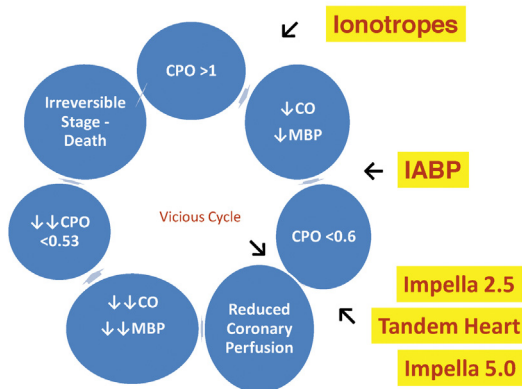 Ionotropes
CPO >1
Irreversible
Stage -
Death
↓CO
↓MBP
IABP
↓↓CPO
<0.53
Vicious Cycle
CPO <0.6
↓↓CO
↓↓MBP
Reduced
Coronary
Perfusion
Impella 2.5
Tandem Heart
Impella 5.0